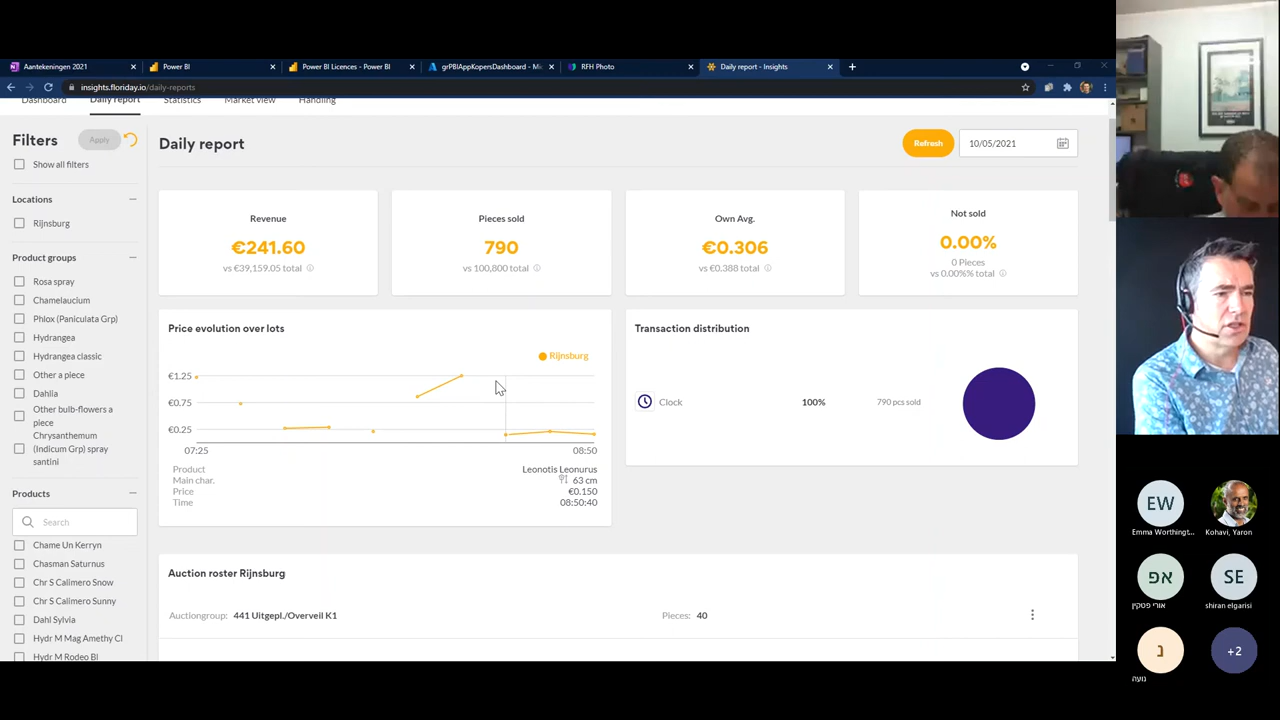 Aantekeningen 2021
Power BI
Power BI Licences - Power BI
grPBIAppKopersDashboard - Mic
RFH Photo
Daily report - Insights
insights.floriday.io/daily-reports
Dashboard
Daily report
Statistics
Market view
Handling
Filters
Apply
Show all filters
Locations
Rijnsburg
Product groups
Rosa spray
Chamelaucium
Phlox (Paniculata Grp)
Hydrangea
Hydrangea classic
Other a piece
Dahlia
Other bulb-flowers a
piece
Chrysanthemum
(Indicum Grp) spray
santini
Products
Search
Chame Un Kerryn
Chasman Saturnus
Chr S Calimero Snow
Chr S Calimero Sunny
Dahl Sylvia
Hydr M Mag Amethy Cl
Hydr M Rodeo Bl
Daily report
Refresh
10/05/2021
Revenue
€241.60
vs €39,159.05 total
Pieces sold
790
vs 100,800 total
Own Avg.
€0.306
vs €0.388 total
Not sold
0.00%
0 Pieces
vs 0.00%% total
Price evolution over lots
Rijnsburg
€1.25
€0.75
€0.25
07:25
08:50
Product
Leonotis Leonurus
Main char.
63 cm
Price
€0.150
Time
08:50:40
Transaction distribution
Clock
100%
790 pcs sold
Auction roster Rijnsburg
Auctiongroup: 441 Uitgepl./Overveil K1
Pieces: 40
EW
Emma Worthingt...
Kohavi, Yaron
אפ
אורי פטקין
SE
shiran elgarisi
נ
נועה
+2